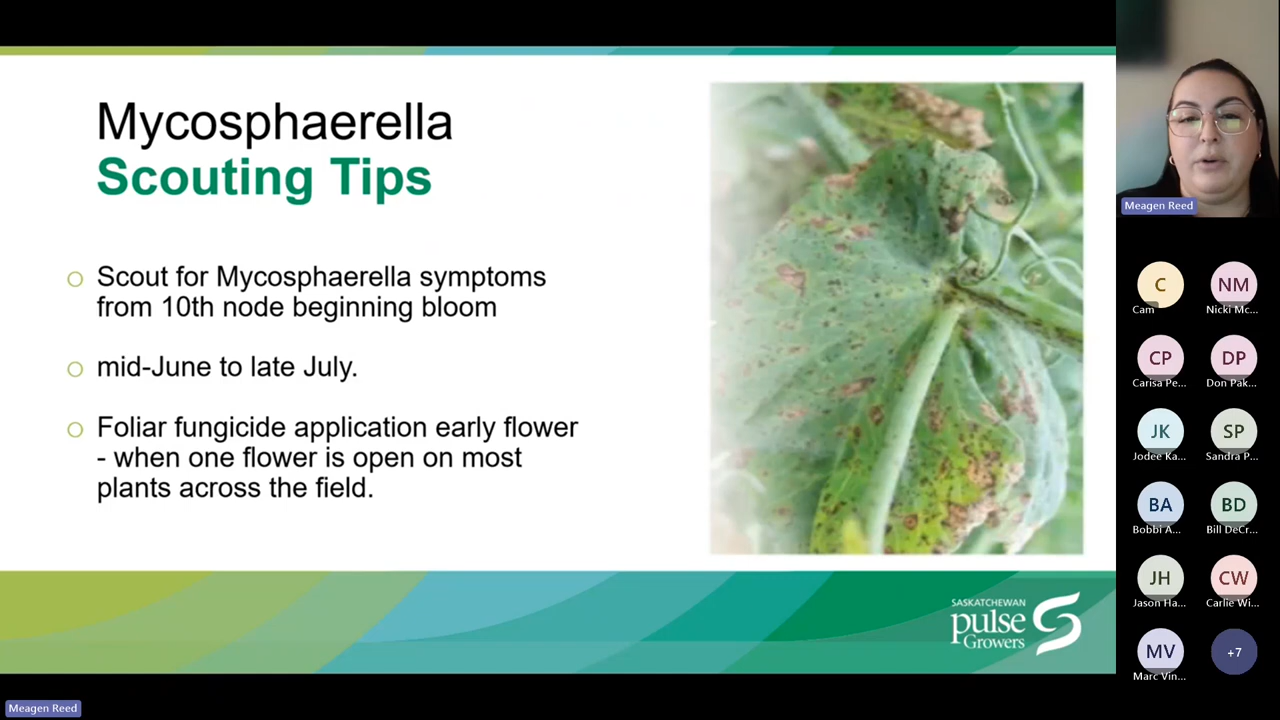 Mycosphaerella
Scouting Tips
Scout for Mycosphaerella symptoms
from 10th node beginning bloom
mid-June to late July.
Foliar fungicide application early flower
- when one flower is open on most
plants across the field.
SASKATCHEWAN
pulse
Growers
Meagen Reed
C
Cam
NM
Nicki Mc...
CP
Carisa Pe...
DP
Don Pak...
JK
Jodee Ka...
SP
Sandra P...
BA
Bobbi A...
BD
Bill DeCr...
JH
Jason Ha...
CW
Carlie Wi...
MV
Marc Vin...
+7
Meagen Reed